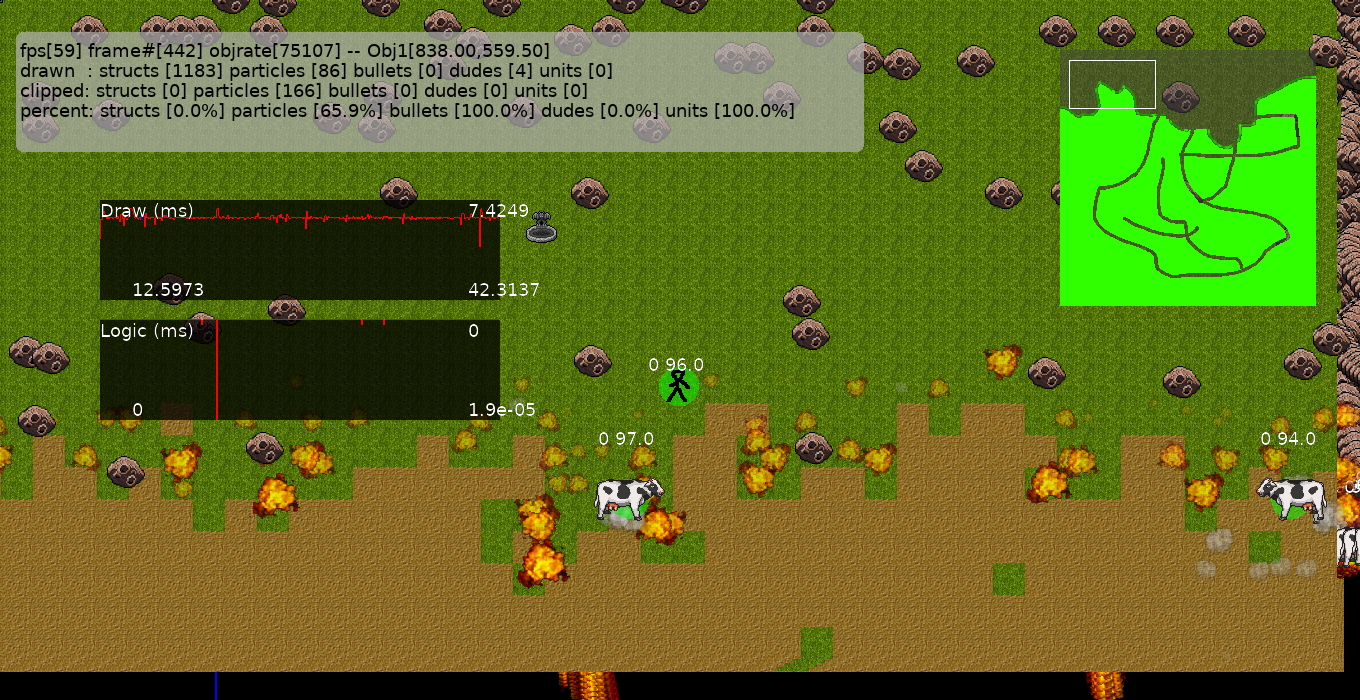 fps[59] frame#[442] objrate[75107] -- Obj1[838.00,559.50]
drawn  : structs [1183] particles [86] bullets [0] dudes [4] units [0]
clipped: structs [0] particles [166] bullets [0] dudes [0] units [0]
percent: structs [0.0%] particles [65.9%] bullets [100.0%] dudes [0.0%] units [100.0%]
Draw (ms) 7.4249
12.5973 42.3137
Logic (ms) 0
0 1.9e-05
0 96.0
0 97.0
0 94.0